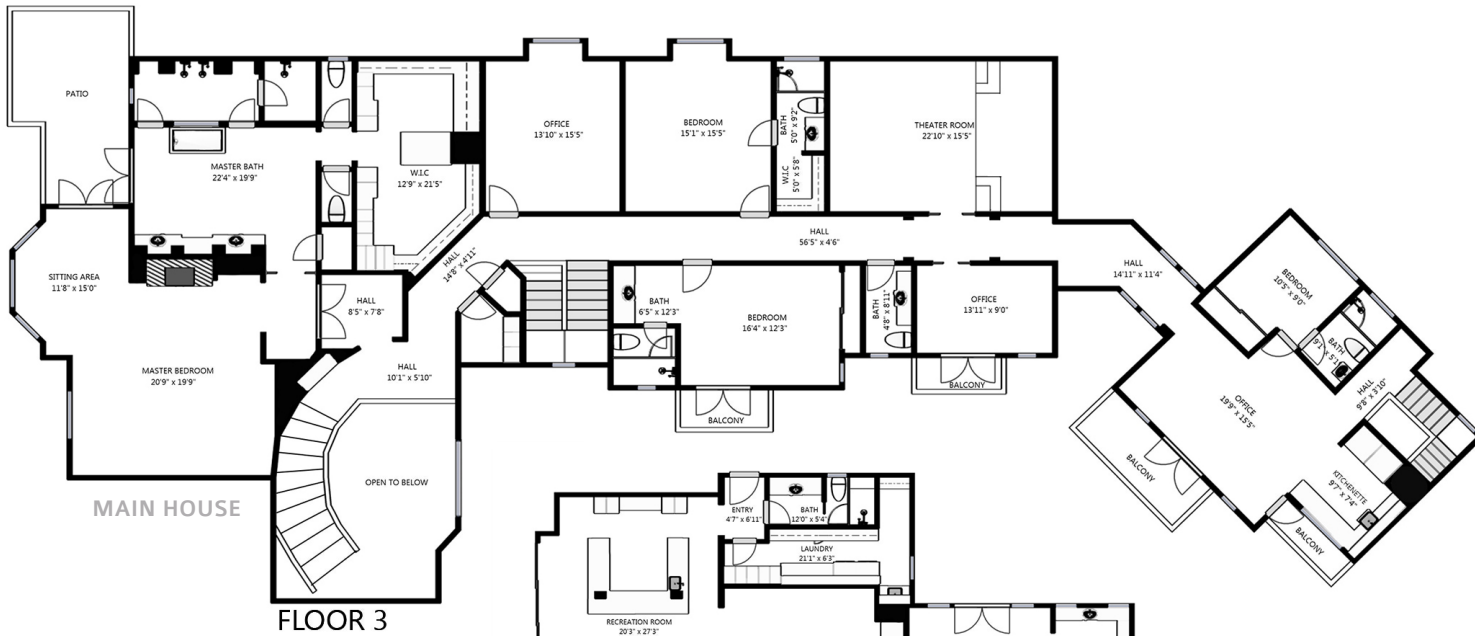 PATIO
MASTER BATH
22'4" x 19'9"
W.I.C
12'9" x 21'5"
OFFICE
13'10" x 15'5"
BEDROOM
15'1" x 15'5"
BATH
5'0" x 9'2"
W.I.C
5'0" x 5'8"
THEATER ROOM
22'10" x 15'5"
HALL
56'5" x 4'6"
HALL
14'8" x 4'11"
SITTING AREA
11'8" x 15'0"
HALL
8'5" x 7'8"
BATH
6'5" x 12'3"
BEDROOM
16'4" x 12'3"
BATH
4'8" x 8'11"
OFFICE
13'11" x 9'0"
HALL
14'11" x 11'4"
BEDROOM
10'5" x 9'0"
BATH
9'1" x 5'1
HALL
9'8" x 3'10"
MASTER BEDROOM
20'9" x 19'9"
HALL
10'1" x 5'10"
BALCONY
BALCONY
OFFICE
19'9" x 15'5"
BALCONY
KITCHENETTE
9'7" x 7'4"
BALCONY
OPEN TO BELOW
MAIN HOUSE
ENTRY
4'7" x 6'11"
BATH
12'0" x 5'4"
LAUNDRY
21'1" x 6'3"
RECREATION ROOM
20'3" x 27'3"
FLOOR 3